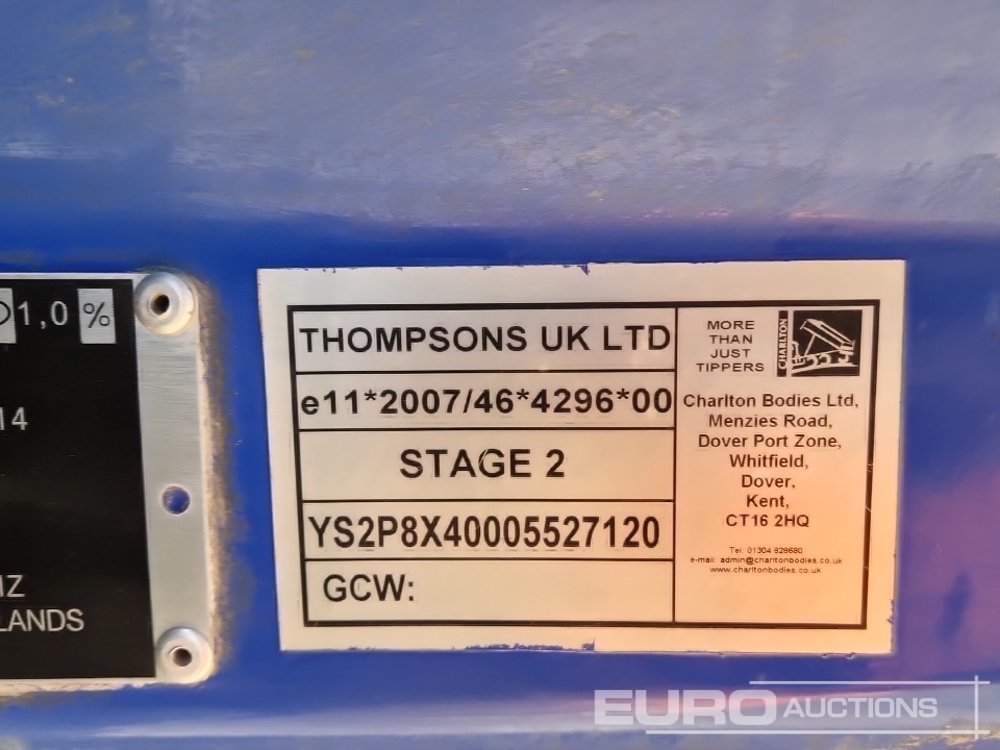 1,0 %
14
LANDS
THOMPSONS UK LTD
e11*2007/46*4296*00
STAGE 2
YS2P8X40005527120
GCW:
MORE
THAN
JUST
TIPPERS
CHARLTON
Charlton Bodies Ltd,
Menzies Road,
Dover Port Zone,
Whitfield,
Dover,
Kent,
CT16 2HQ
Tel: 01304 829680
e-mail: admin@charltonbodies.co.uk
www.charltonbodies.co.uk
EURO AUCTIONS